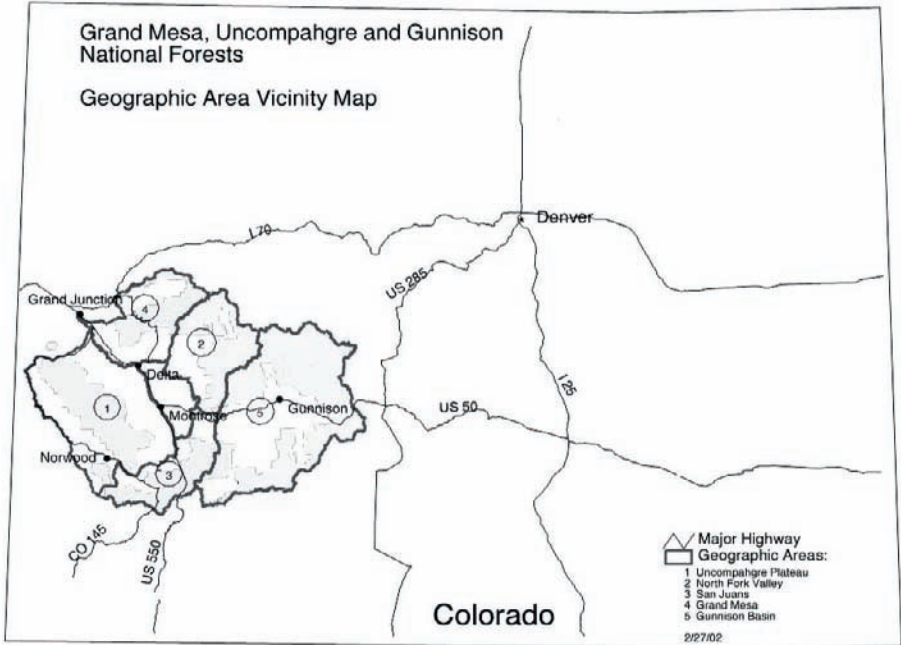 Grand Mesa, Uncompahgre and Gunnison
National Forests
Geographic Area Vicinity Map
Denver
I 70
US 285
Grand Junction
4
2
I 25
Delta
1
Montrose
5
Gunnison
US 50
Norwood
3
CO 145
US 550
Major Highway
Geographic Areas:
1 Uncompahgre Plateau
2 North Fork Valley
3 San Juans
4 Grand Mesa
5 Gunnison Basin
Colorado
2/27/02